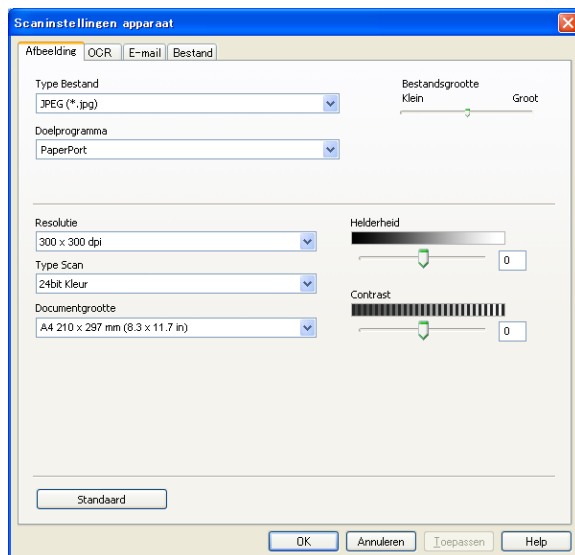 Scaninstellingen apparaat
Afbeelding OCR E-mail Bestand
Type Bestand
JPEG (*.jpg)
Doelprogramma
PaperPort
Bestandsgrootte
Klein Groot
Resolutie
300 x 300 dpi
Type Scan
24bit Kleur
Documentgrootte
A4 210 x 297 mm (8.3 x 11.7 in)
Helderheid
0
Contrast
0
Standaard
OK Annuleren Toepassen Help